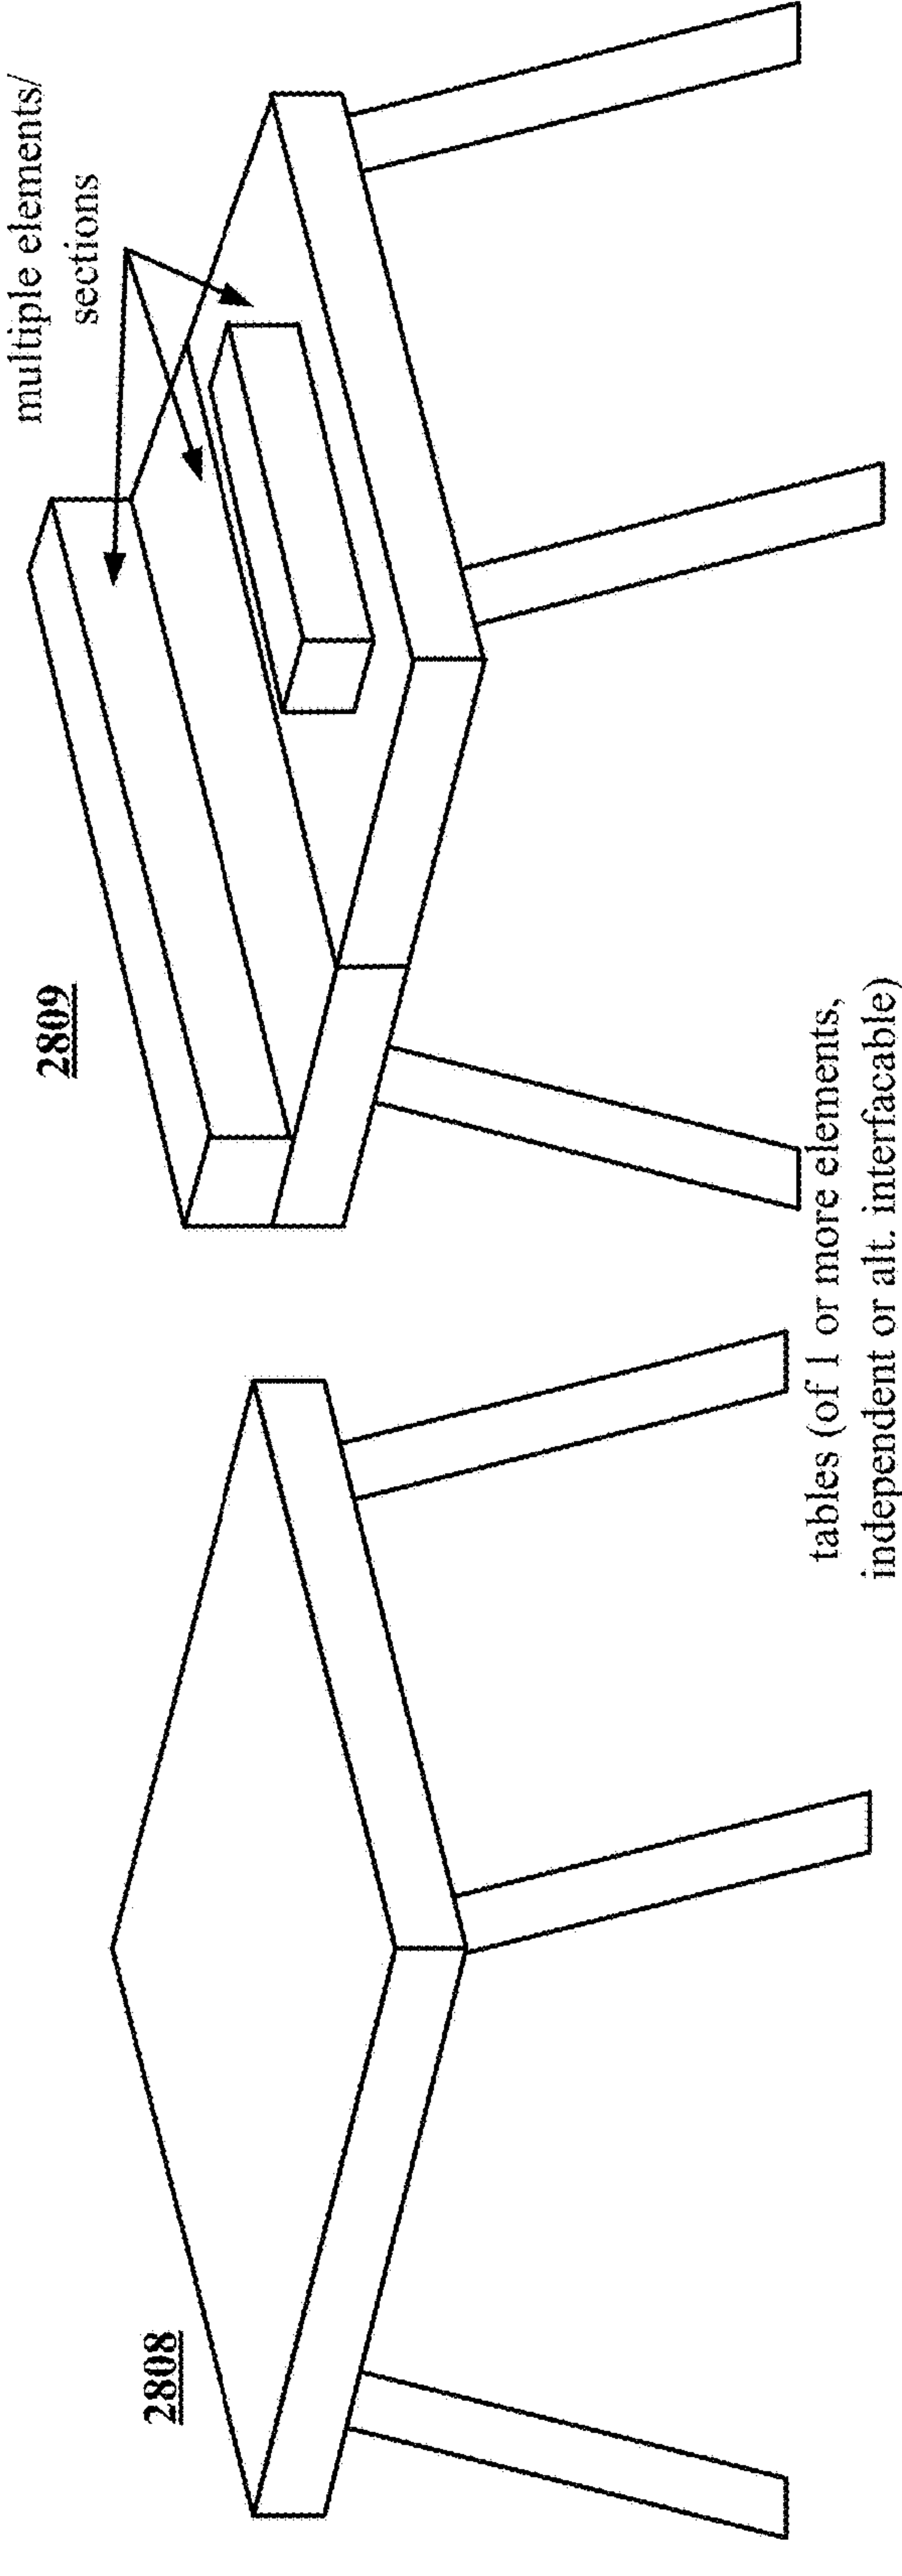 2808
2809
multiple elements/
sections
tables (of 1 or more elements,
independent or alt. interfacable)